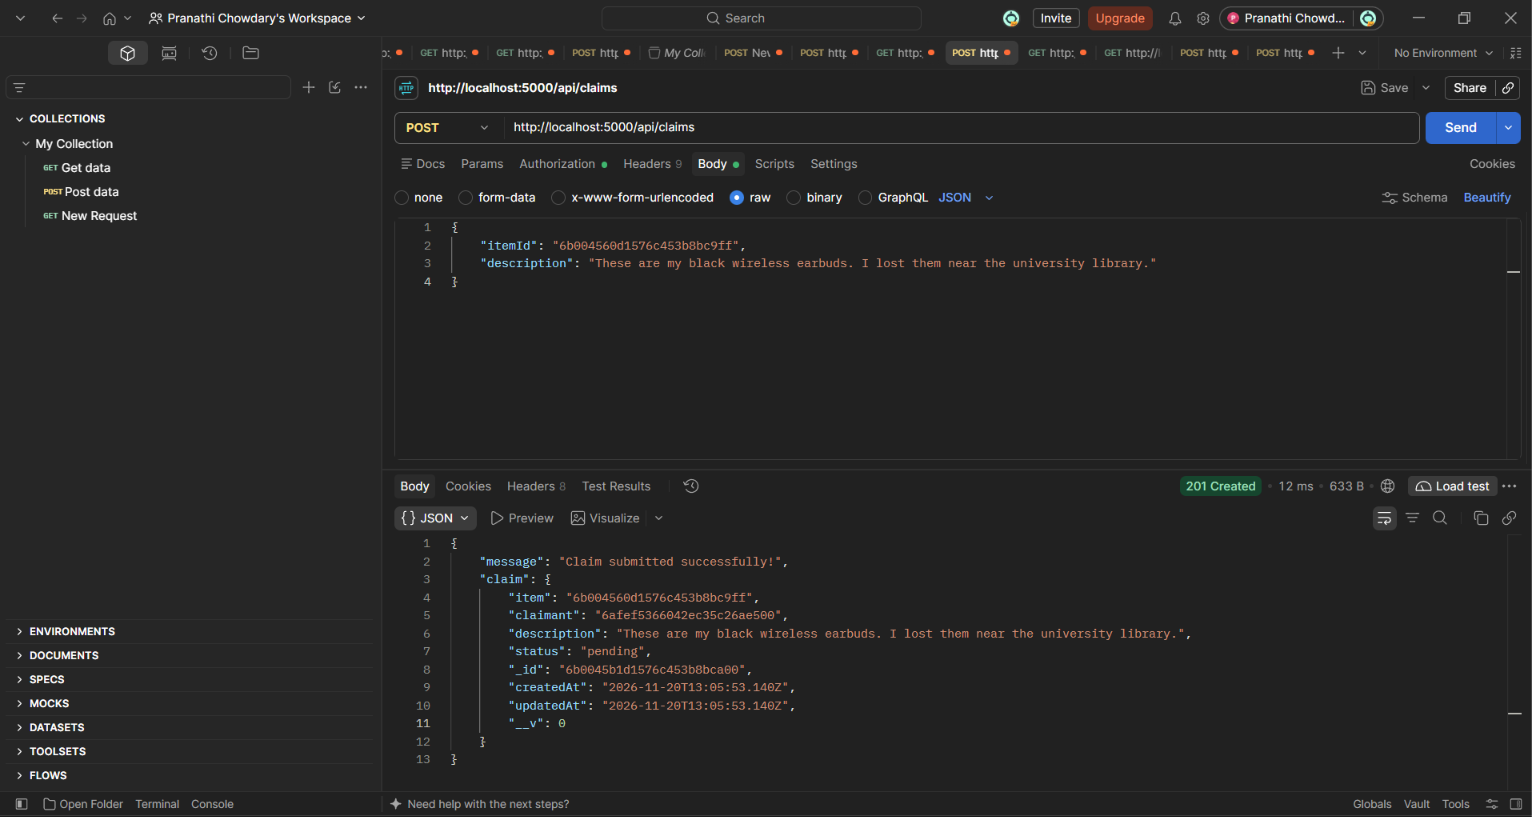 Pranathi Chowdary's Workspace
Search
Invite
Upgrade
P
Pranathi Chowd...
GET http:
GET http:
POST http
My Coll
POST Nev
POST http
GET http:
POST http
GET http:
GET http://
POST http
POST http
No Environment
HTTP
http://localhost:5000/api/claims
Save
Share
COLLECTIONS
My Collection
GET Get data
POST Post data
GET New Request
POST
http://localhost:5000/api/claims
Send
Docs
Params
Authorization
Headers 9
Body
Scripts
Settings
Cookies
none
form-data
x-www-form-urlencoded
raw
binary
GraphQL
JSON
Schema
Beautify
1 {
2 "itemId": "6b004560d1576c453b8bc9ff",
3 "description": "These are my black wireless earbuds. I lost them near the university library."
4 }
Body
Cookies
Headers 8
Test Results
201 Created
12 ms
633 B
Load test
{} JSON
Preview
Visualize
1 {
2 "message": "Claim submitted successfully!",
3 "claim": {
4 "item": "6b004560d1576c453b8bc9ff",
5 "claimant": "6afef5366042ec35c26ae500",
6 "description": "These are my black wireless earbuds. I lost them near the university library.",
7 "status": "pending",
8 "_id": "6b0045b1d1576c453b8bca00",
9 "createdAt": "2026-11-20T13:05:53.140Z",
10 "updatedAt": "2026-11-20T13:05:53.140Z",
11 "__v": 0
12 }
13 }
ENVIRONMENTS
DOCUMENTS
SPECS
MOCKS
DATASETS
TOOLSETS
FLOWS
Open Folder
Terminal
Console
Need help with the next steps?
Globals
Vault
Tools